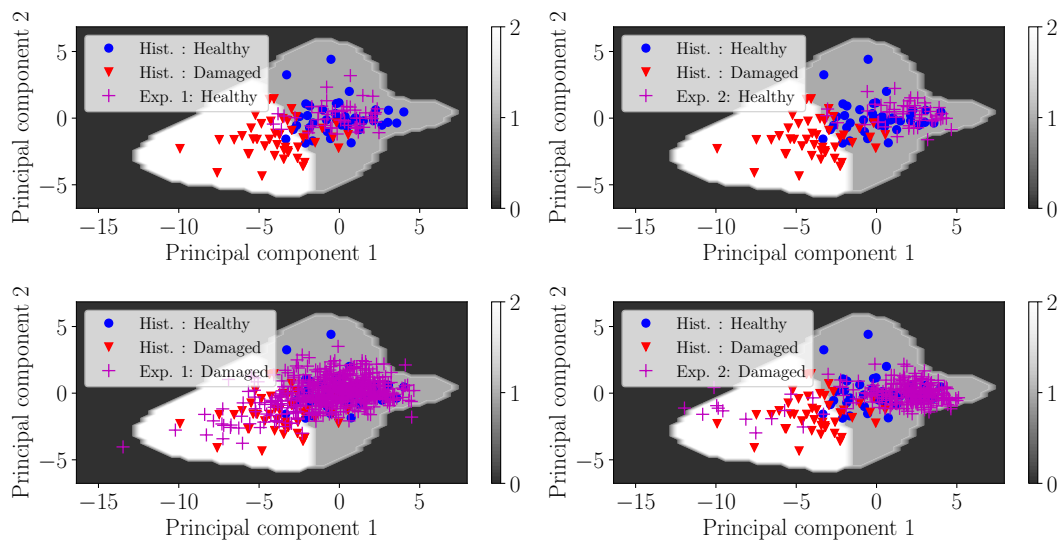 Principal component 2
5
0
−5
Hist. : Healthy
Hist. : Damaged
Exp. 1: Healthy
−15
−10
−5
0
5
Principal component 1
2
1
0
Principal component 2
5
0
−5
Hist. : Healthy
Hist. : Damaged
Exp. 2: Healthy
−15
−10
−5
0
5
Principal component 1
2
1
0
Principal component 2
5
0
−5
Hist. : Healthy
Hist. : Damaged
Exp. 1: Damaged
−15
−10
−5
0
5
Principal component 1
2
1
0
Principal component 2
5
0
−5
Hist. : Healthy
Hist. : Damaged
Exp. 2: Damaged
−15
−10
−5
0
5
Principal component 1
2
1
0